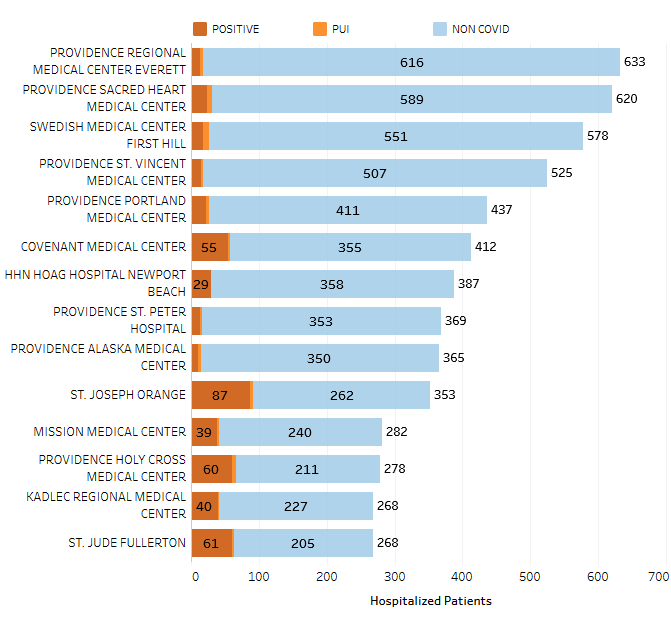 POSITIVE PUI NON COVID
PROVIDENCE REGIONAL
MEDICAL CENTER EVERETT
616 633
PROVIDENCE SACRED HEART
MEDICAL CENTER
589 620
SWEDISH MEDICAL CENTER
FIRST HILL
551 578
PROVIDENCE ST. VINCENT
MEDICAL CENTER
507 525
PROVIDENCE PORTLAND
MEDICAL CENTER
411 437
COVENANT MEDICAL CENTER 55 355 412
HHN HOAG HOSPITAL NEWPORT
BEACH
29 358 387
PROVIDENCE ST. PETER
HOSPITAL
353 369
PROVIDENCE ALASKA MEDICAL
CENTER
350 365
ST. JOSEPH ORANGE 87 262 353
MISSION MEDICAL CENTER 39 240 282
PROVIDENCE HOLY CROSS
MEDICAL CENTER
60 211 278
KADLEC REGIONAL MEDICAL
CENTER
40 227 268
ST. JUDE FULLERTON 61 205 268
0 100 200 300 400 500 600 700
Hospitalized Patients